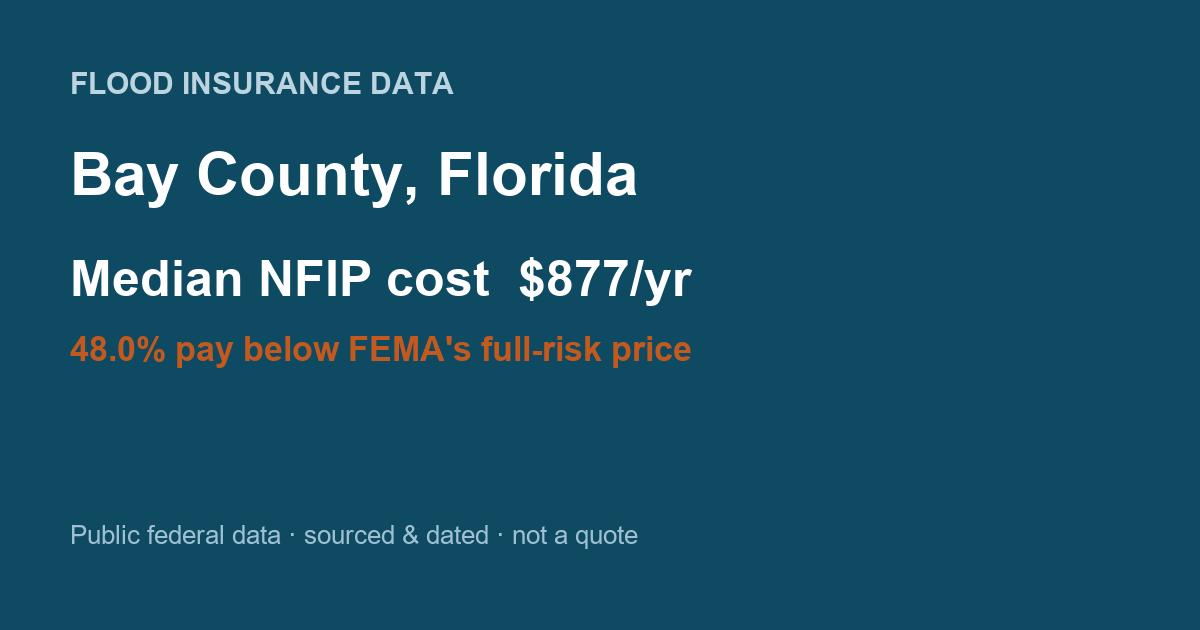 FLOOD INSURANCE DATA
Bay County, Florida
Median NFIP cost  $877/yr
48.0% pay below FEMA's full-risk price
Public federal data · sourced & dated · not a quote